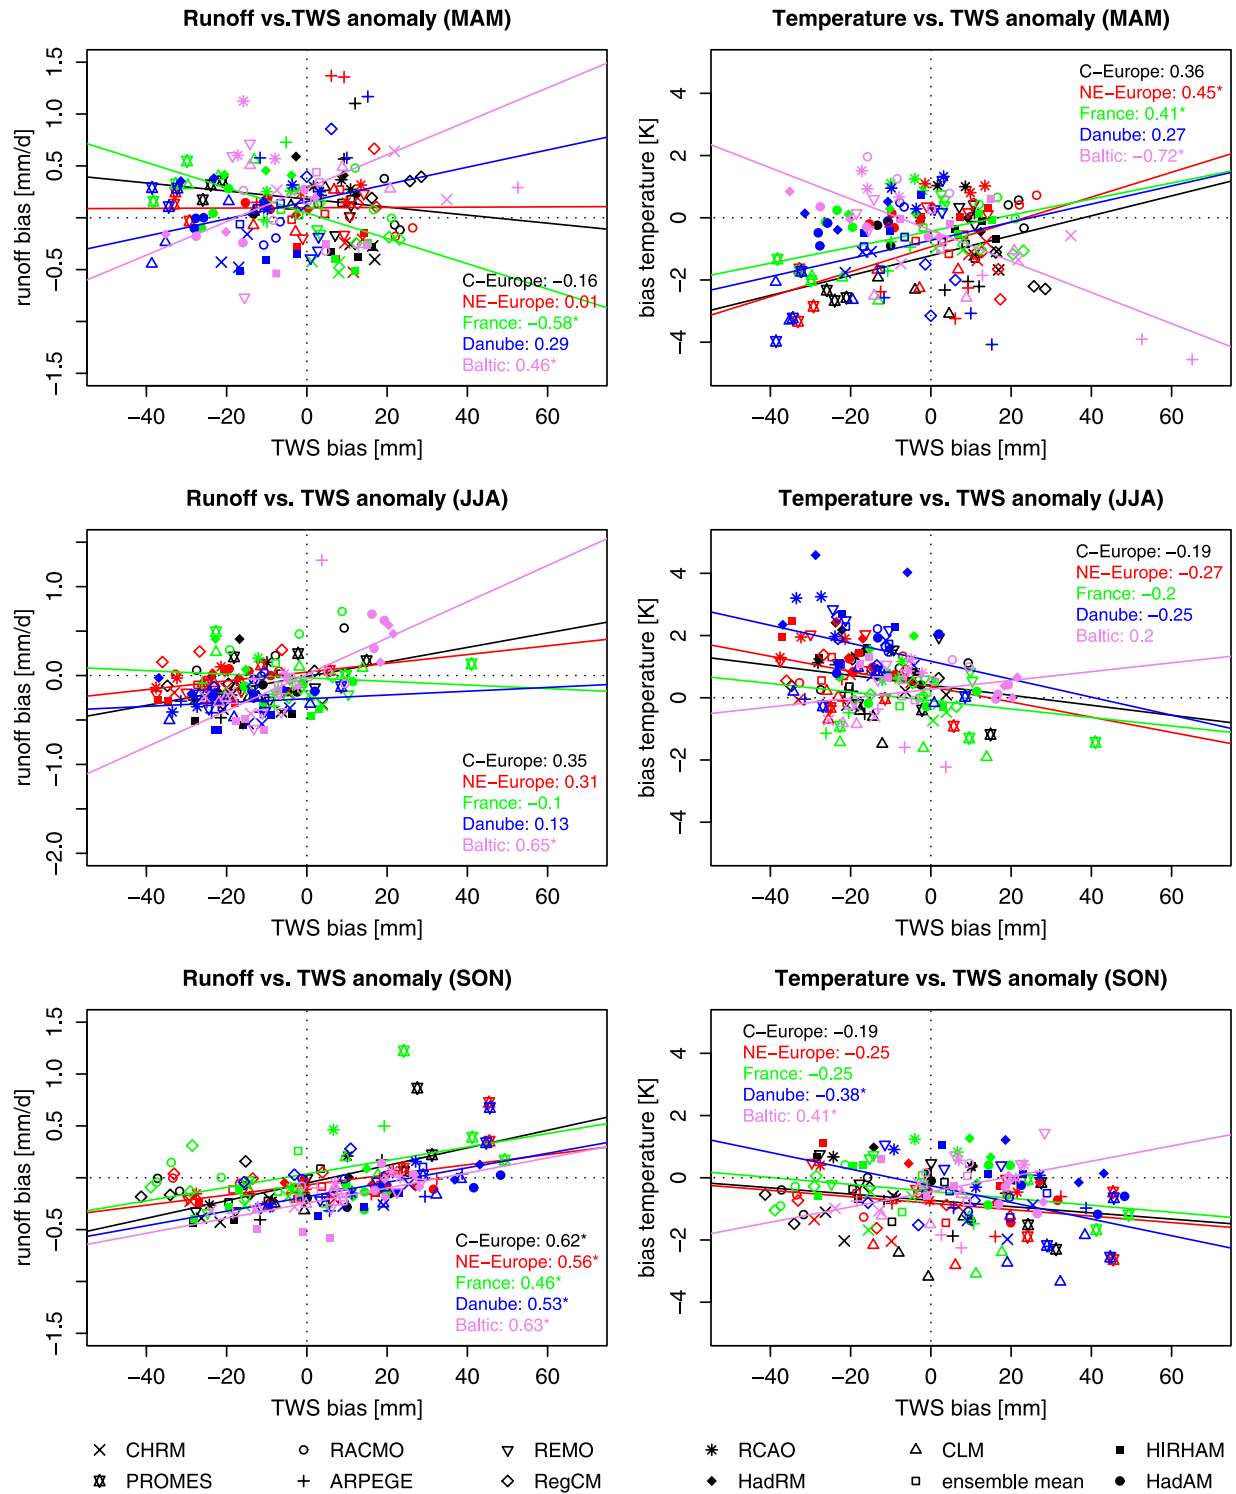 Runoff vs.TWS anomaly (MAM)
runoff bias [mm/d]
1.5
1.0
0.5
0.0
−0.5
−1.5
C−Europe: −0.16
NE−Europe: 0.01
France: −0.58*
Danube: 0.29
Baltic: 0.46*
−40 −20 0 20 40 60
TWS bias [mm]
Temperature vs. TWS anomaly (MAM)
bias temperature [K]
4
2
0
−2
−4
C−Europe: 0.36
NE−Europe: 0.45*
France: 0.41*
Danube: 0.27
Baltic: −0.72*
−40 −20 0 20 40 60
TWS bias [mm]
Runoff vs. TWS anomaly (JJA)
runoff bias [mm/d]
1.0
0.0
−1.0
−2.0
C−Europe: 0.35
NE−Europe: 0.31
France: −0.1
Danube: 0.13
Baltic: 0.65*
−40 −20 0 20 40 60
TWS bias [mm]
Temperature vs. TWS anomaly (JJA)
bias temperature [K]
4
2
0
−2
−4
C−Europe: −0.19
NE−Europe: −0.27
France: −0.2
Danube: −0.25
Baltic: 0.2
−40 −20 0 20 40 60
TWS bias [mm]
Runoff vs. TWS anomaly (SON)
runoff bias [mm/d]
1.5
1.0
0.5
0.0
−0.5
−1.5
C−Europe: 0.62*
NE−Europe: 0.56*
France: 0.46*
Danube: 0.53*
Baltic: 0.63*
−40 −20 0 20 40 60
TWS bias [mm]
Temperature vs. TWS anomaly (SON)
bias temperature [K]
4
2
0
−2
−4
C−Europe: −0.19
NE−Europe: −0.25
France: −0.25
Danube: −0.38*
Baltic: 0.41*
−40 −20 0 20 40 60
TWS bias [mm]
CHRM RACMO REMO RCAO CLM HIRHAM
PROMES ARPEGE RegCM HadRM ensemble mean HadAM